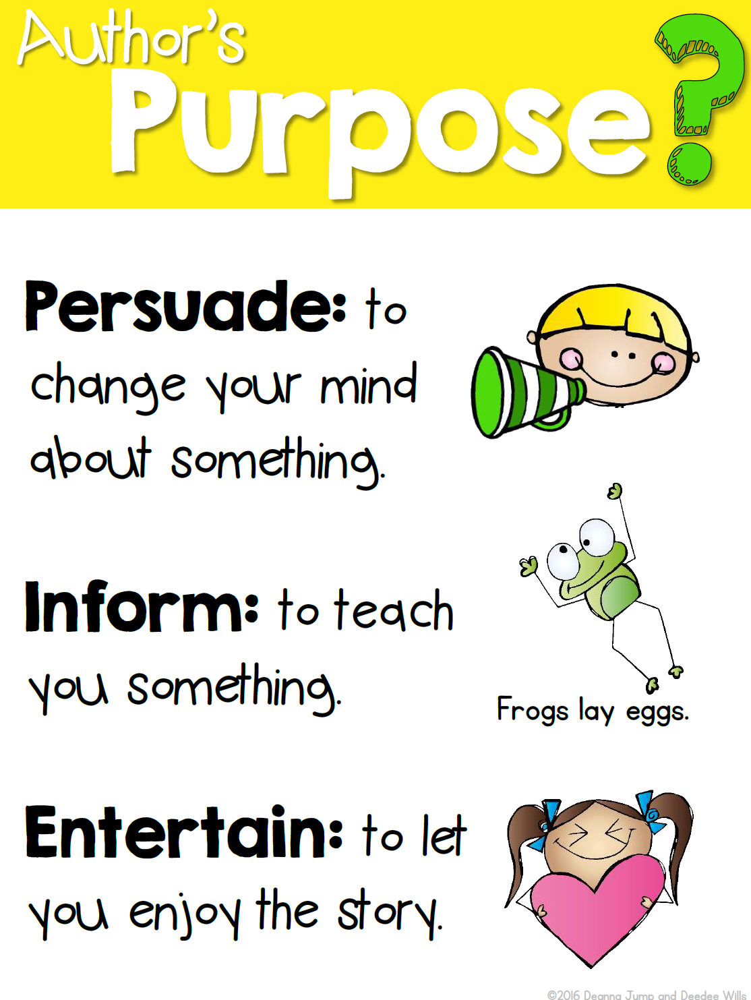 Author's
Purpose?
Persuade: to
change your mind
about something.
Inform: to teach
you something.
Frogs lay eggs.
Entertain: to let
you enjoy the story.
©2016 Deanna Jump and Deedee Wills